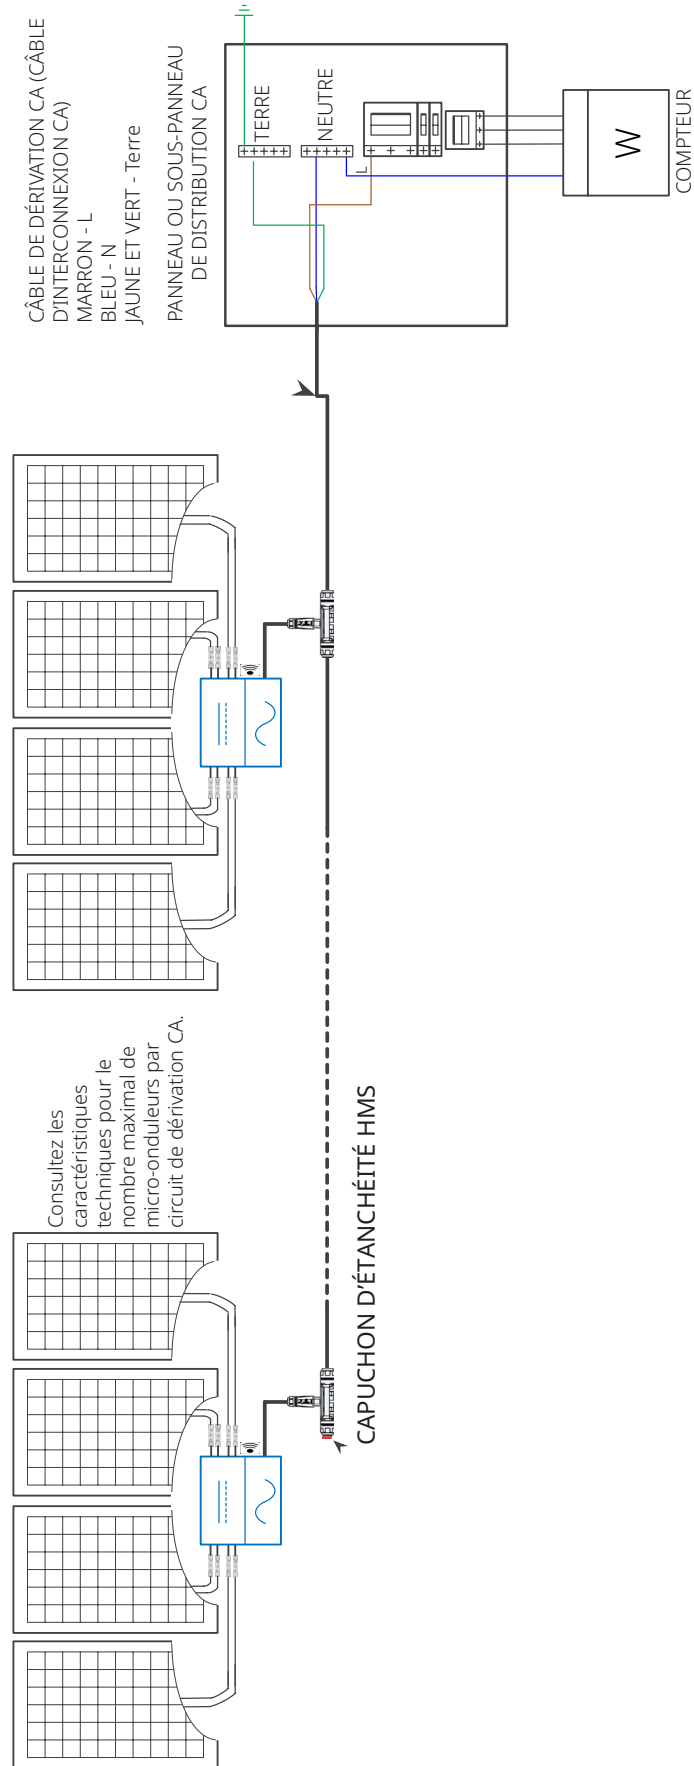 Consultez les
caractéristiques
techniques pour le
nombre maximal de
micro-onduleurs par
circuit de dérivation CA.
CAPUCHON D'ÉTANCHÉITÉ HMS
CÂBLE DE DÉRIVATION CA (CÂBLE
D'INTERCONNEXION CA)
MARRON - L
BLEU - N
JAUNE ET VERT - Terre
PANNEAU OU SOUS-PANNEAU
DE DISTRIBUTION CA
TERRE
NEUTRE
L
W
COMPTEUR